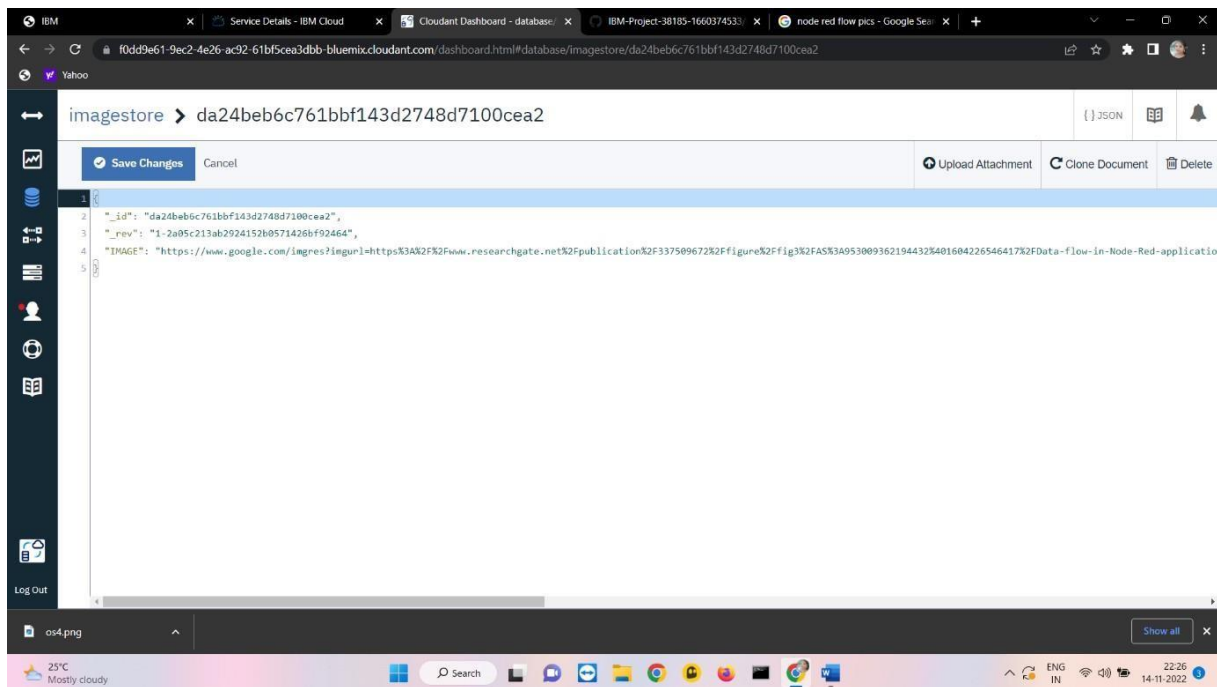 IBM
Service Details - IBM Cloud
Cloudant Dashboard - database/
IBM-Project-38185-1660374533/
node red flow pics - Google Sear
f0dd9e61-9ec2-4e26-ac92-61bf5cea3dbb-bluemix.cloudant.com/dashboard.html#database/imagestore/da24beb6c761bbf143d2748d7100cea2
Yahoo
imagestore > da24beb6c761bbf143d2748d7100cea2
{ } JSON
Save Changes
Cancel
Upload Attachment
Clone Document
Delete
1 {
2 "_id": "da24beb6c761bbf143d2748d7100cea2",
3 "_rev": "1-2a05c213ab2924152b0571426bf92464",
4 "IMAGE": "https://www.google.com/imgres?imgurl=https%3A%2F%2Fwww.researchgate.net%2Fpublication%2F337509672%2Ffigure%2Ffig3%2FAS%3A953009362194432%401604226546417%2FData-flow-in-Node-Red-applicatio
5 }
Log Out
os4.png
Show all
25°C
Mostly cloudy
Search
ENG
IN
22:26
14-11-2022
3